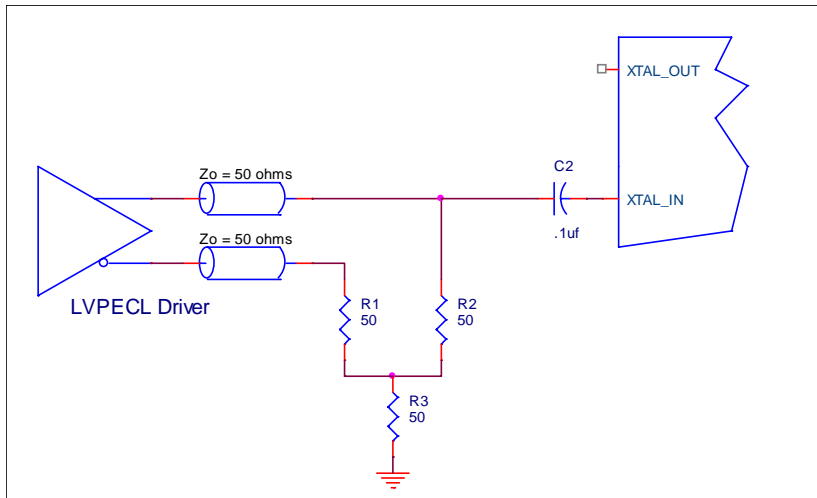 XTAL_OUT
C2
Zo = 50 ohms
XTAL_IN
.1uf
Zo = 50 ohms
LVPECL Driver
R1
50
R2
50
R3
50